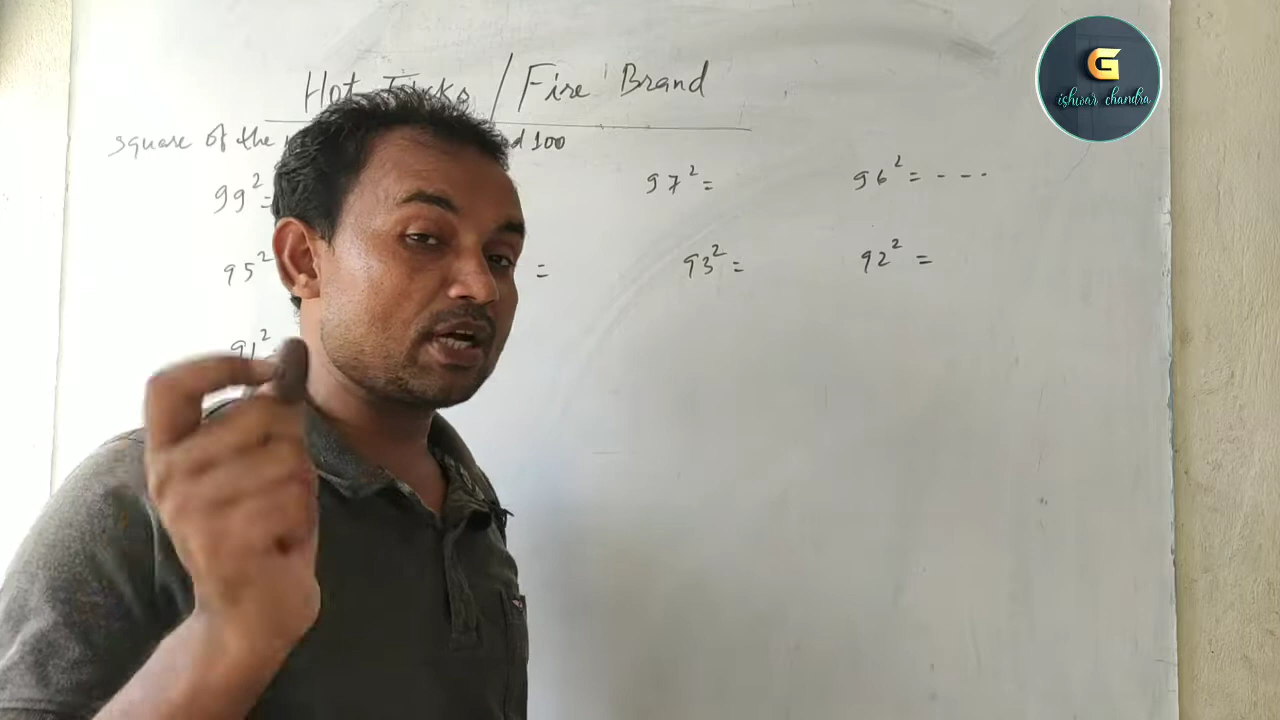 Hot Tricks / Fire Brand
square of the 100
99²= 97²= 96²= - - -
95² = 93²= 92² =
91²
G
ishwar chandra